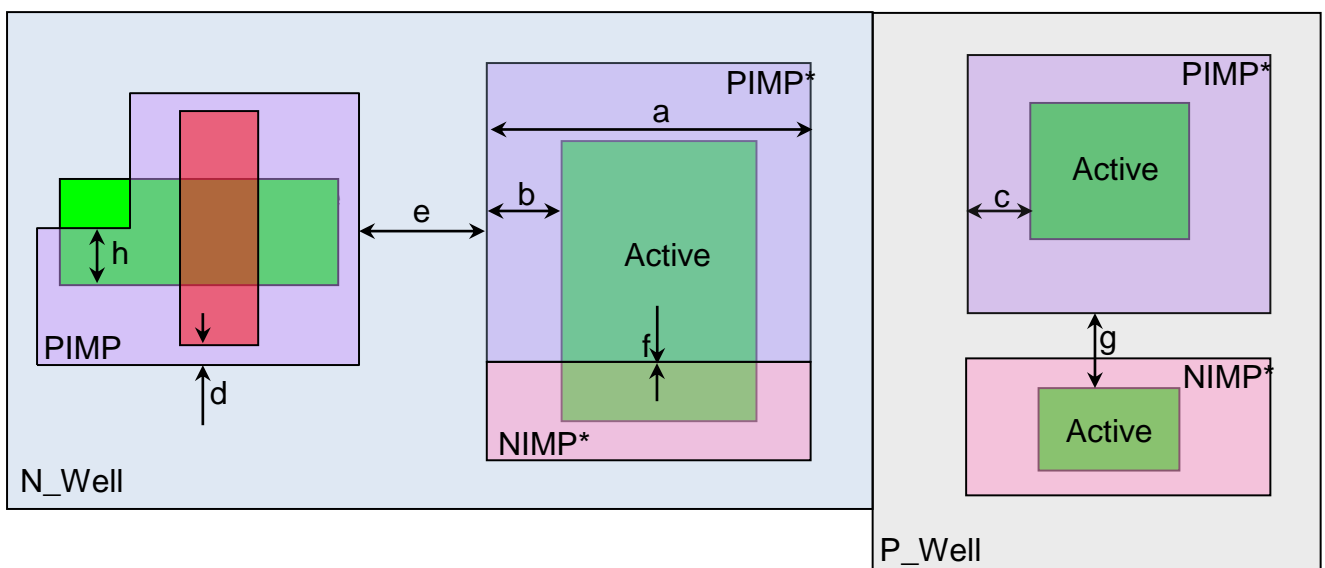 PIMP*
a
b
Active
f
NIMP*
e
h
PIMP
d
N_Well
PIMP*
Active
c
g
NIMP*
Active
P_Well